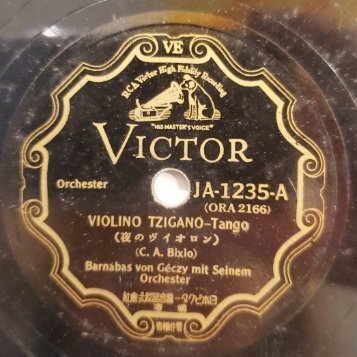 VE
RCA Victor High Fidelity Recording
"HIS MASTER'S VOICE"
VICTOR
Orchester
JA-1235-A
(ORA 2166)
VIOLINO TZIGANO-Tango
(夜のヴイオロン)
(C. A. Bixio)
Barnabas von Géczy mit Seinem
Orchester